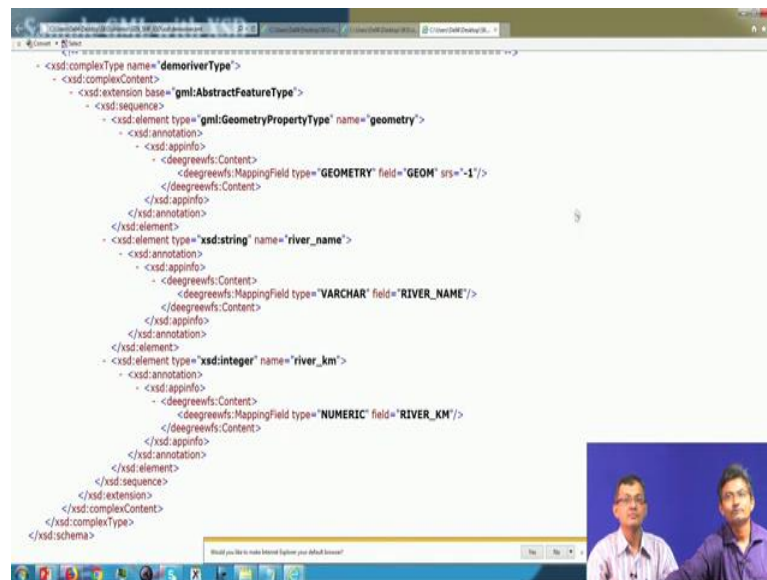 Convert Select
- <xsd:complexType name="demoriverType">
- <xsd:complexContent>
- <xsd:extension base="gml:AbstractFeatureType">
- <xsd:sequence>
- <xsd:element type="gml:GeometryPropertyType" name="geometry">
- <xsd:annotation>
- <xsd:appinfo>
- <deegreewfs:Content>
<deegreewfs:MappingField type="GEOMETRY" field="GEOM" srs="-1"/>
</deegreewfs:Content>
</xsd:appinfo>
</xsd:annotation>
</xsd:element>
- <xsd:element type="xsd:string" name="river_name">
- <xsd:annotation>
- <xsd:appinfo>
- <deegreewfs:Content>
<deegreewfs:MappingField type="VARCHAR" field="RIVER_NAME"/>
</deegreewfs:Content>
</xsd:appinfo>
</xsd:annotation>
</xsd:element>
- <xsd:element type="xsd:integer" name="river_km">
- <xsd:annotation>
- <xsd:appinfo>
- <deegreewfs:Content>
<deegreewfs:MappingField type="NUMERIC" field="RIVER_KM"/>
</deegreewfs:Content>
</xsd:appinfo>
</xsd:annotation>
</xsd:element>
</xsd:sequence>
</xsd:extension>
</xsd:complexContent>
</xsd:complexType>
</xsd:schema>
Would you like to make Internet Explorer your default browser? Yes No